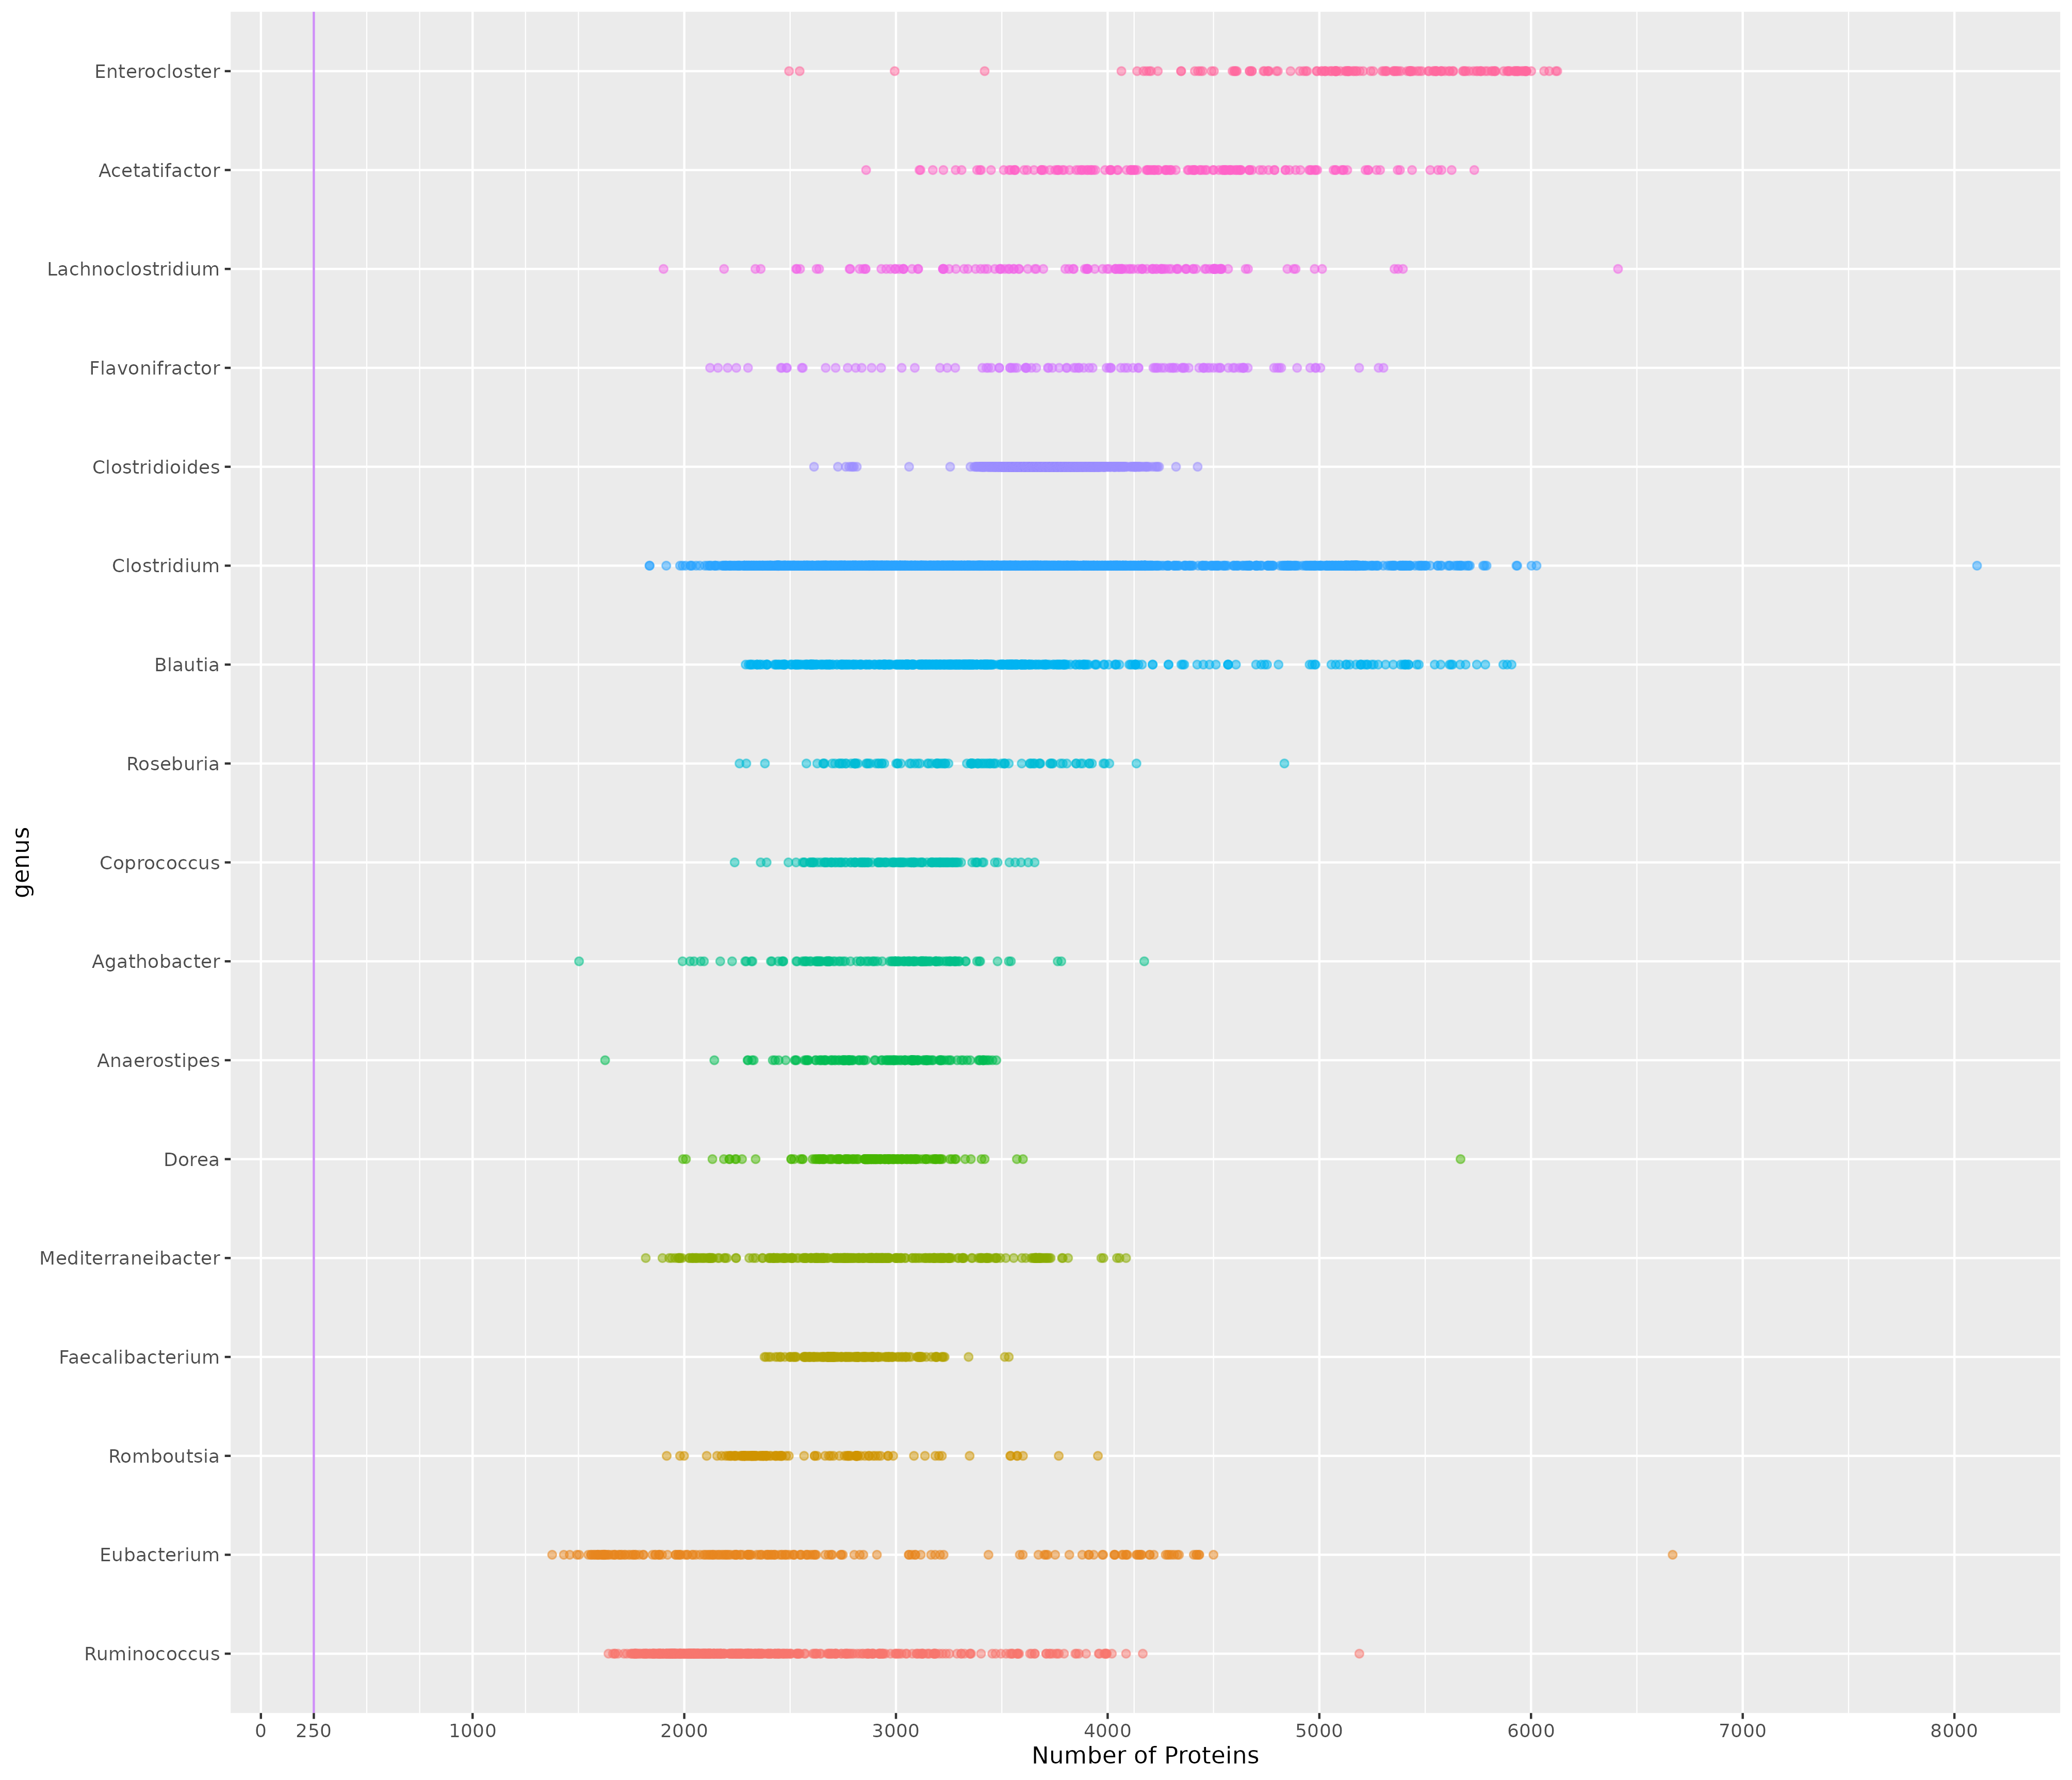 Enterocloster
Acetatifactor
Lachnoclostridium
Flavonifractor
Clostridioides
Clostridium
Blautia
Roseburia
Coprococcus
Agathobacter
Anaerostipes
Dorea
Mediterraneibacter
Faecalibacterium
Romboutsia
Eubacterium
Ruminococcus
genus
0 250 1000 2000 3000 4000 5000 6000 7000 8000
Number of Proteins